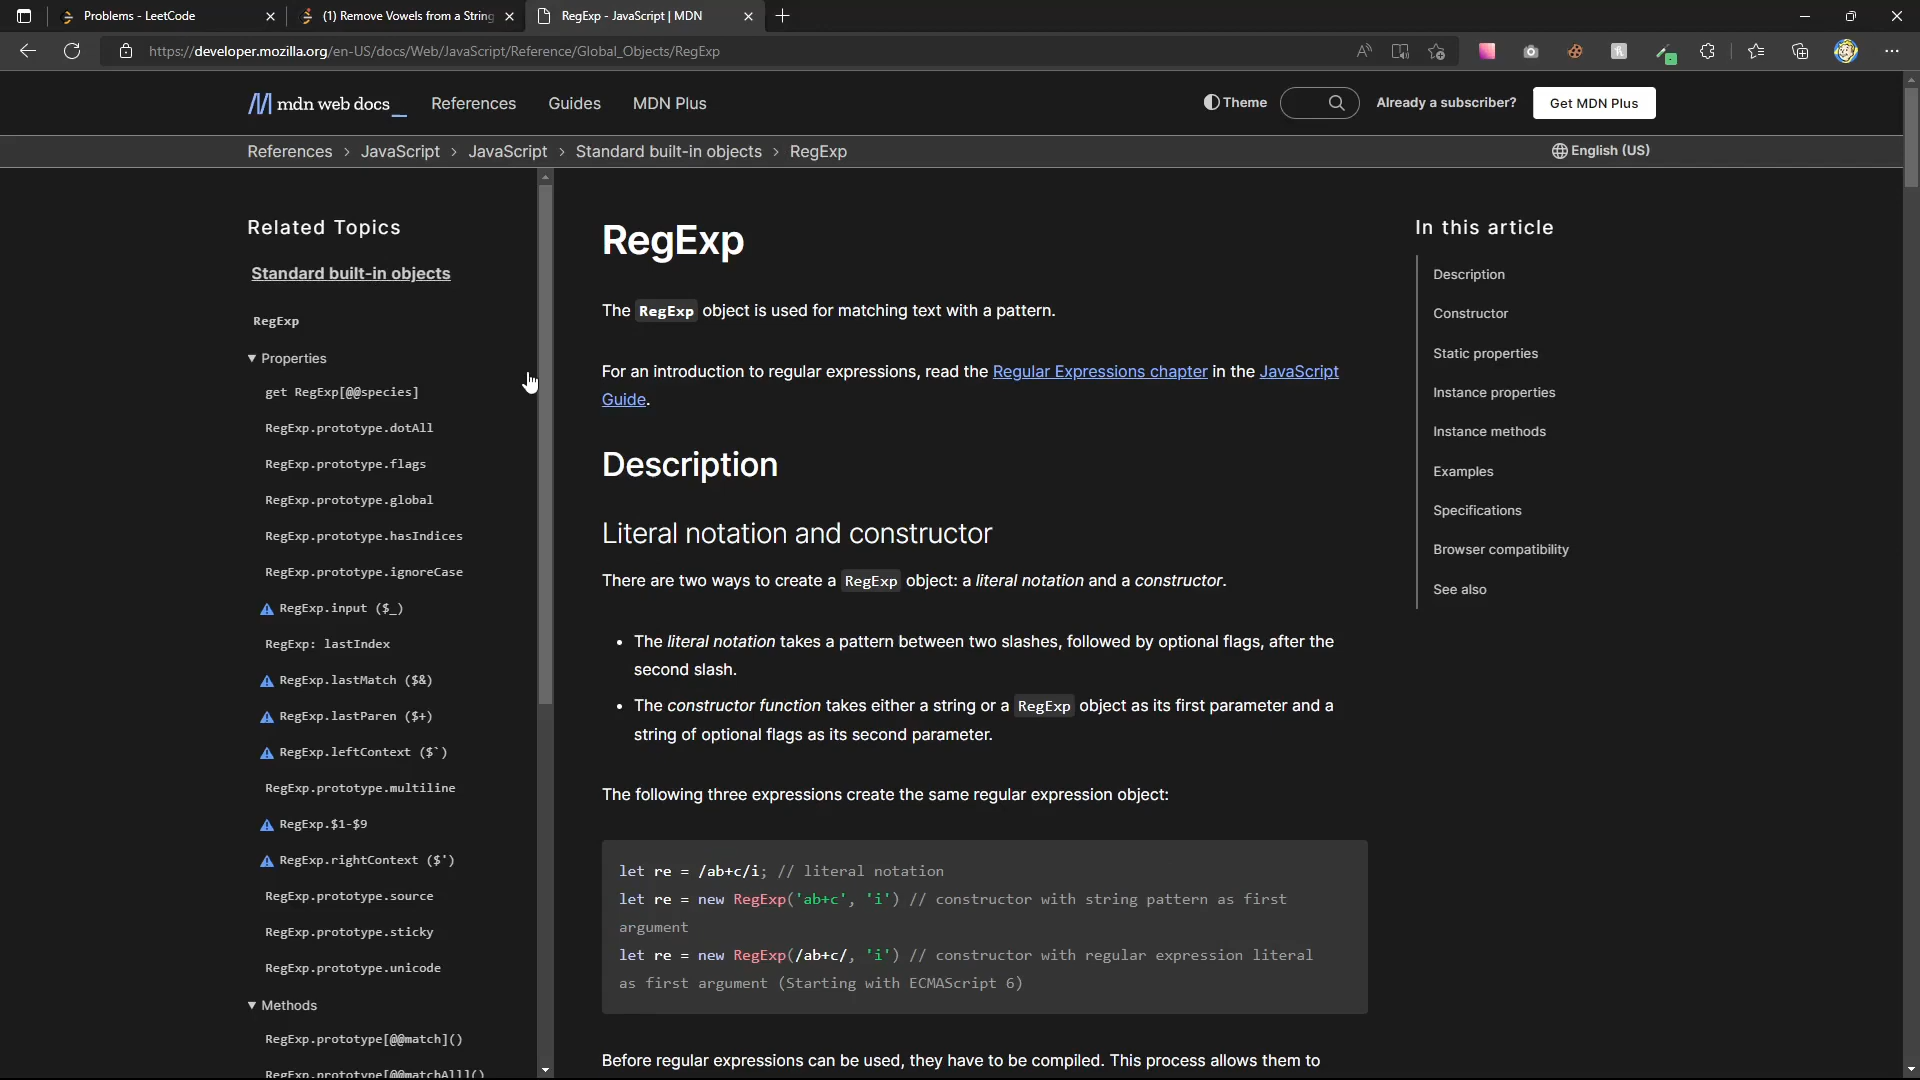 Problems - LeetCode
(1) Remove Vowels from a String
RegExp - JavaScript | MDN
https://developer.mozilla.org/en-US/docs/Web/JavaScript/Reference/Global_Objects/RegExp
mdn web docs_
References
Guides
MDN Plus
Theme
Already a subscriber?
Get MDN Plus
References > JavaScript > JavaScript > Standard built-in objects > RegExp
English (US)
Related Topics
Standard built-in objects
RegExp
▼ Properties
get RegExp[@@species]
RegExp.prototype.dotAll
RegExp.prototype.flags
RegExp.prototype.global
RegExp.prototype.hasIndices
RegExp.prototype.ignoreCase
RegExp.input ($_)
RegExp: lastIndex
RegExp.lastMatch ($&)
RegExp.lastParen ($+)
RegExp.leftContext ($`)
RegExp.prototype.multiline
RegExp.$1-$9
RegExp.rightContext ($')
RegExp.prototype.source
RegExp.prototype.sticky
RegExp.prototype.unicode
▼ Methods
RegExp.prototype[@@match]()
RegExp.prototype[@@matchAll]()
RegExp
The RegExp object is used for matching text with a pattern.
For an introduction to regular expressions, read the Regular Expressions chapter in the JavaScript
Guide.
Description
Literal notation and constructor
There are two ways to create a RegExp object: a literal notation and a constructor.
• The literal notation takes a pattern between two slashes, followed by optional flags, after the
second slash.
• The constructor function takes either a string or a RegExp object as its first parameter and a
string of optional flags as its second parameter.
The following three expressions create the same regular expression object:
let re = /ab+c/i; // literal notation
let re = new RegExp('ab+c', 'i') // constructor with string pattern as first
argument
let re = new RegExp(/ab+c/, 'i') // constructor with regular expression literal
as first argument (Starting with ECMAScript 6)
Before regular expressions can be used, they have to be compiled. This process allows them to
In this article
Description
Constructor
Static properties
Instance properties
Instance methods
Examples
Specifications
Browser compatibility
See also